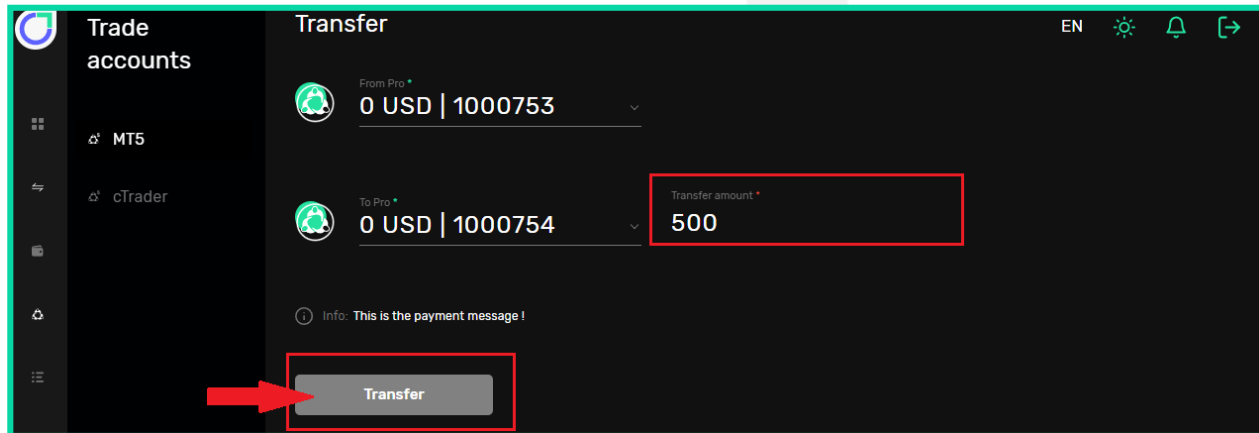 Trade
accounts
MT5
cTrader
Transfer
EN
From Pro *
0 USD | 1000753
To Pro *
0 USD | 1000754
Transfer amount *
500
Info: This is the payment message !
Transfer